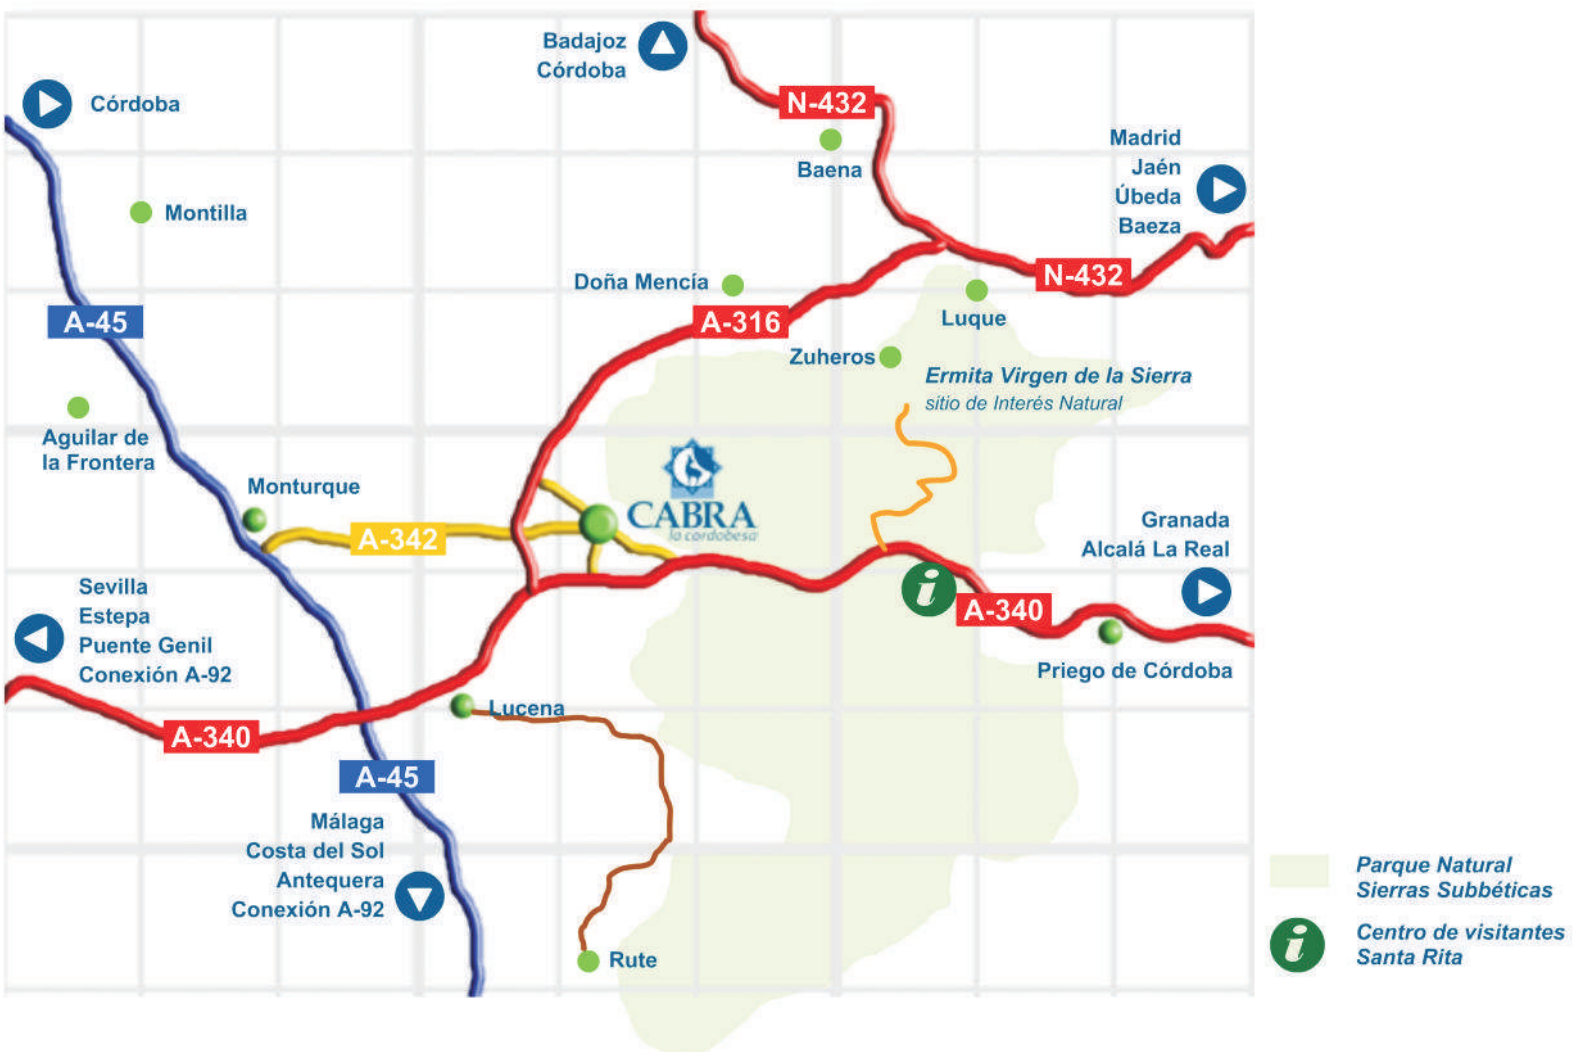 Badajoz
Córdoba
Córdoba
N-432
Madrid
Jaén
Úbeda
Baeza
Baena
Montilla
N-432
Doña Mencía
A-45
A-316
Luque
Zuheros
Ermita Virgen de la Sierra
sitio de Interés Natural
Aguilar de
la Frontera
Monturque
CABRA
la cordobesa
A-342
Granada
Alcalá La Real
Sevilla
Estepa
Puente Genil
Conexión A-92
i
A-340
Priego de Córdoba
Lucena
A-340
A-45
Málaga
Costa del Sol
Antequera
Conexión A-92
Rute
Parque Natural
Sierras Subbéticas
i
Centro de visitantes
Santa Rita